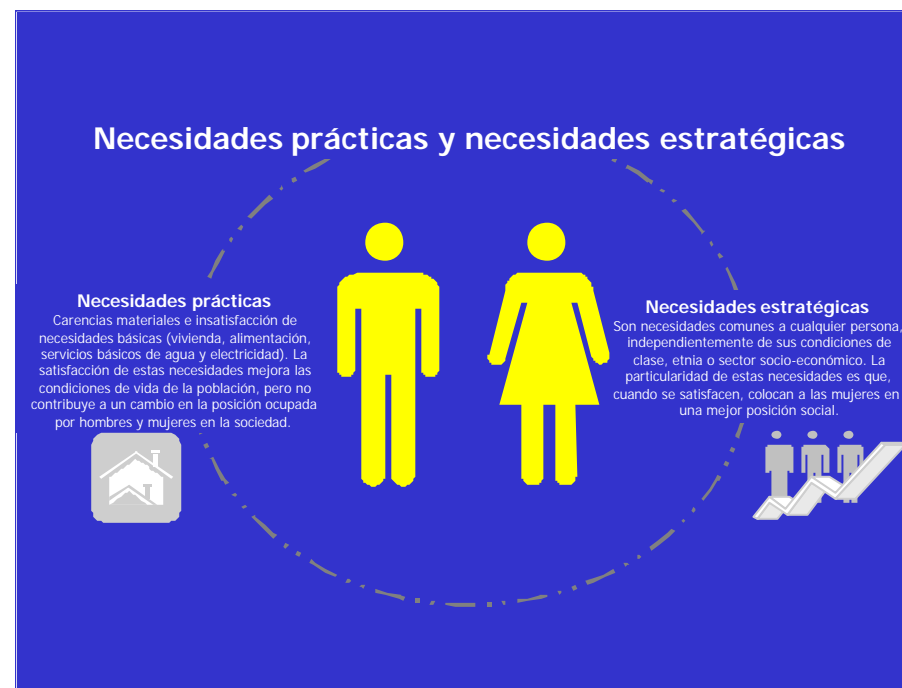 Necesidades prácticas y necesidades estratégicas
Necesidades prácticas
Carencias materiales e insatisfacción de
necesidades básicas (vivienda, alimentación,
servicios básicos de agua y electricidad). La
satisfacción de estas necesidades mejora las
condiciones de vida de la población, pero no
contribuye a un cambio en la posición ocupada
por hombres y mujeres en la sociedad.
Necesidades estratégicas
Son necesidades comunes a cualquier persona,
independientemente de sus condiciones de
clase, etnia o sector socio-económico. La
particularidad de estas necesidades es que,
cuando se satisfacen, colocan a las mujeres en
una mejor posición social.